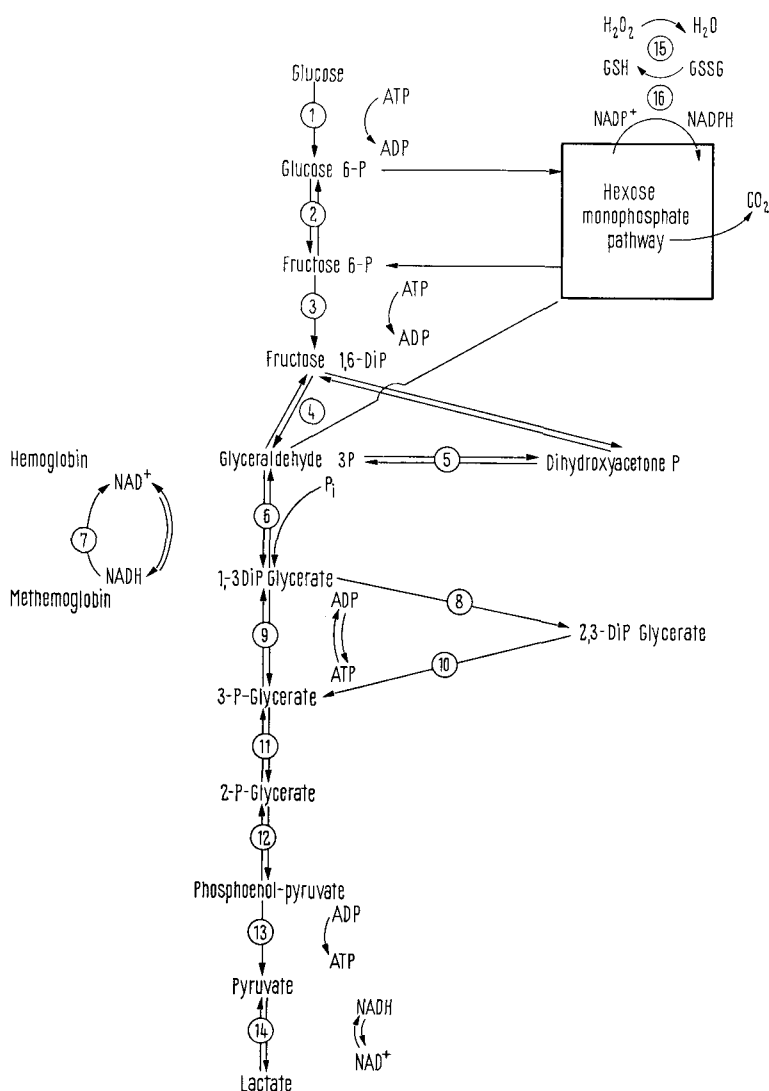 H2O2 H2O
15
GSH GSSG
16
NADP+ NADPH
Glucose
1
ATP
ADP
Glucose 6-P
Hexose
monophosphate
pathway
CO2
2
Fructose 6-P
3
ATP
ADP
Fructose 1,6-DiP
4
Glyceraldehyde 3P
5
Dihydroxyacetone P
Hemoglobin
NAD+
7
NADH
Methemoglobin
6
Pi
1,-3DiP Glycerate
8
2,3-DiP Glycerate
9
ADP
ATP
10
3-P-Glycerate
11
2-P-Glycerate
12
Phosphoenol-pyruvate
13
ADP
ATP
Pyruvate
14
NADH
NAD+
Lactate